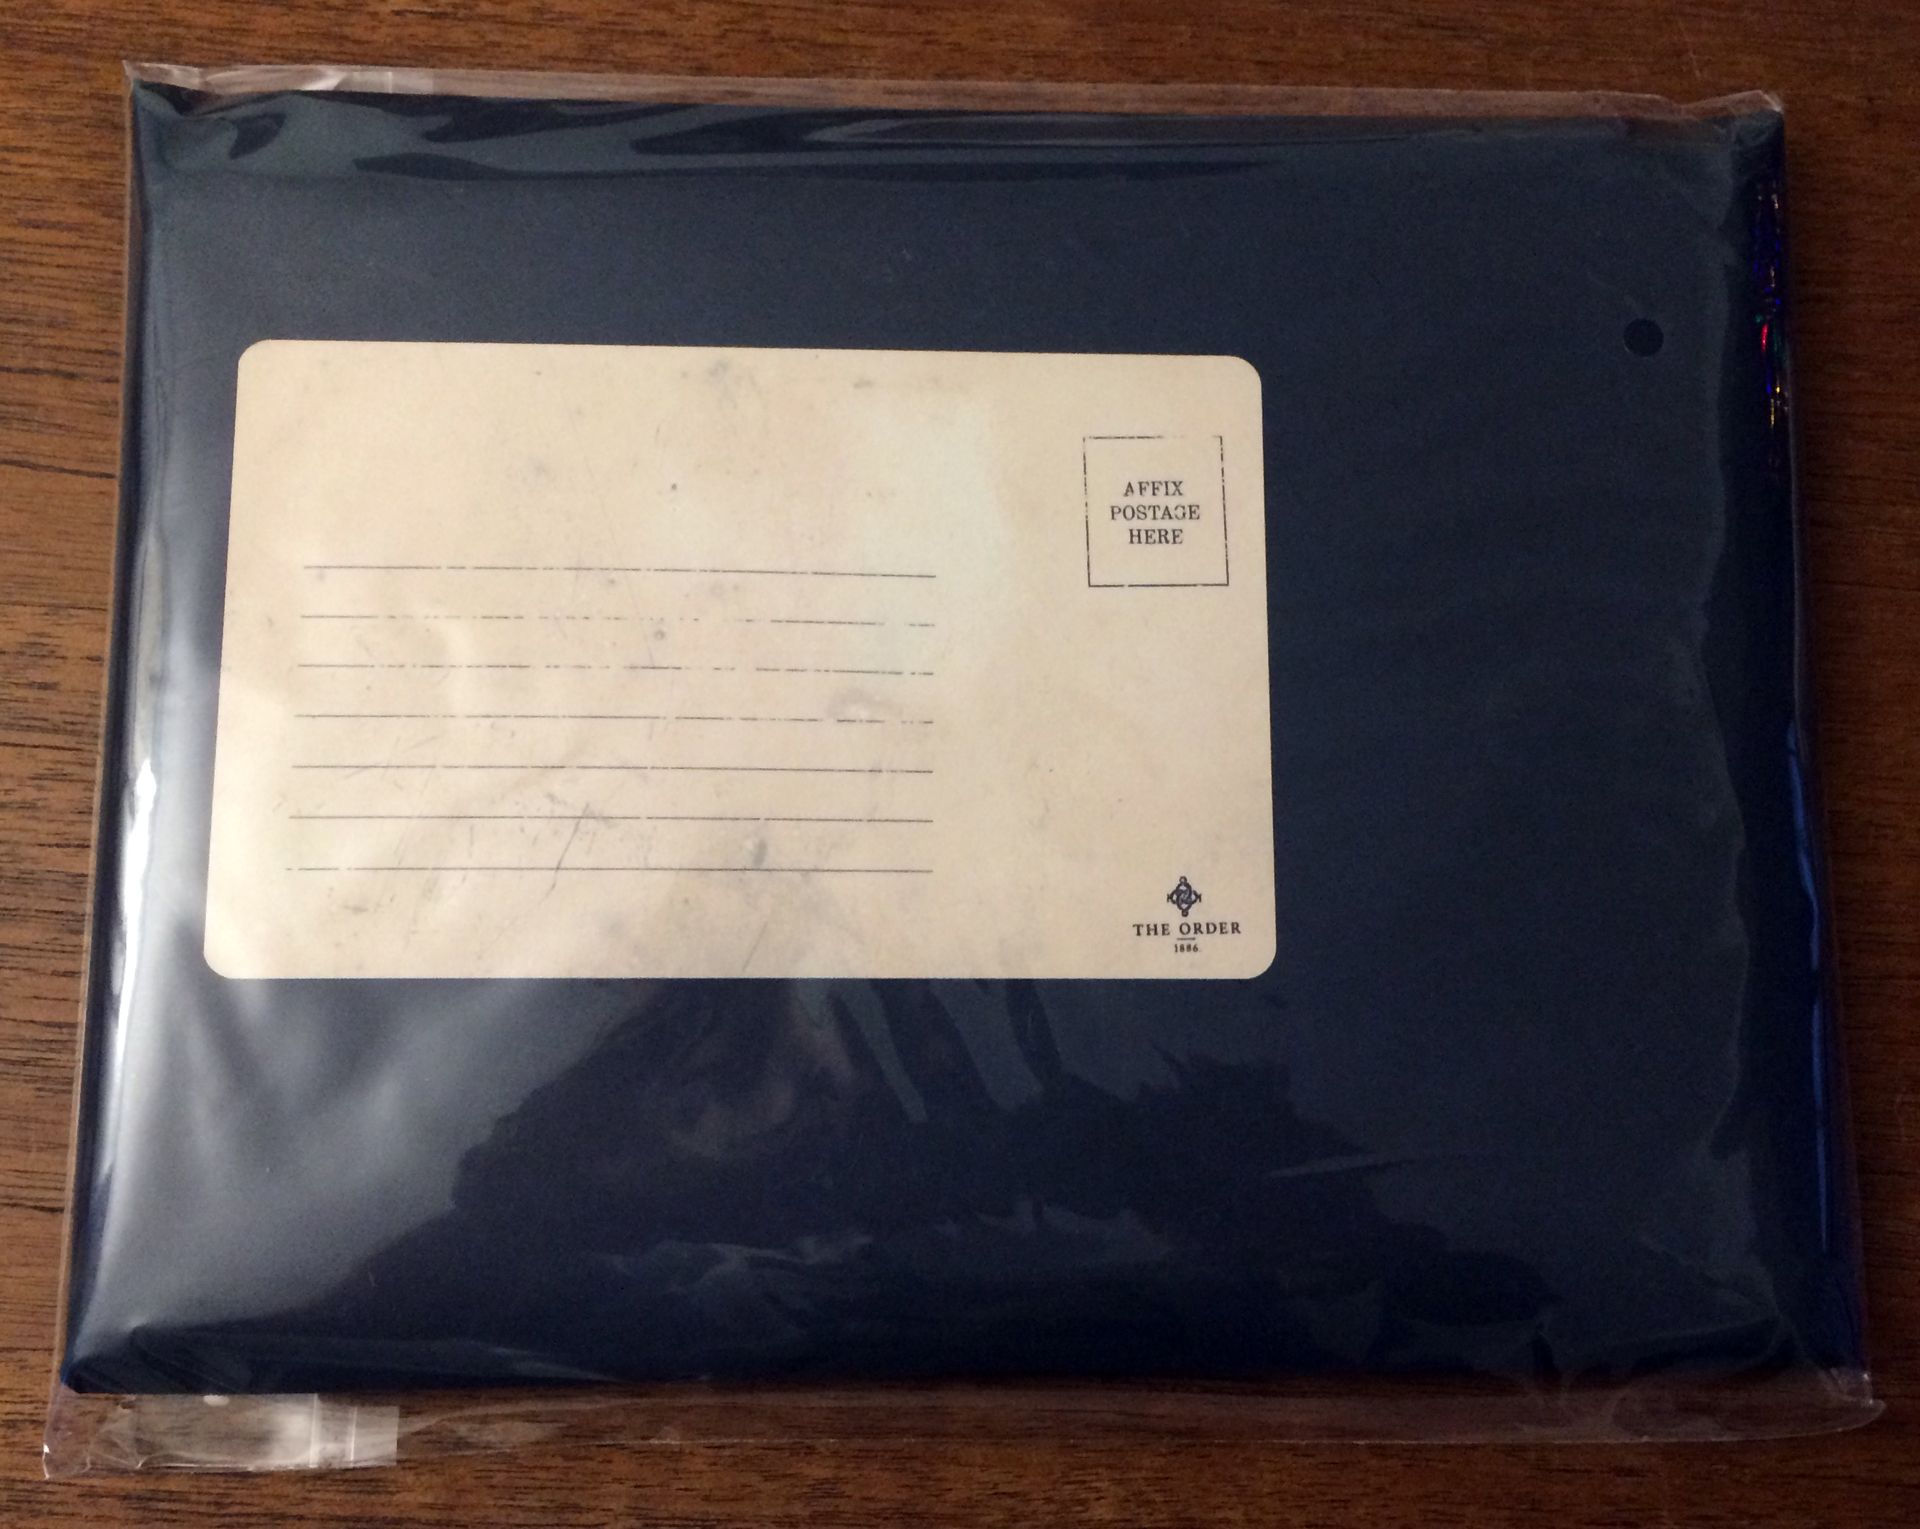 AFFIX
POSTAGE
HERE
THE ORDER
1886